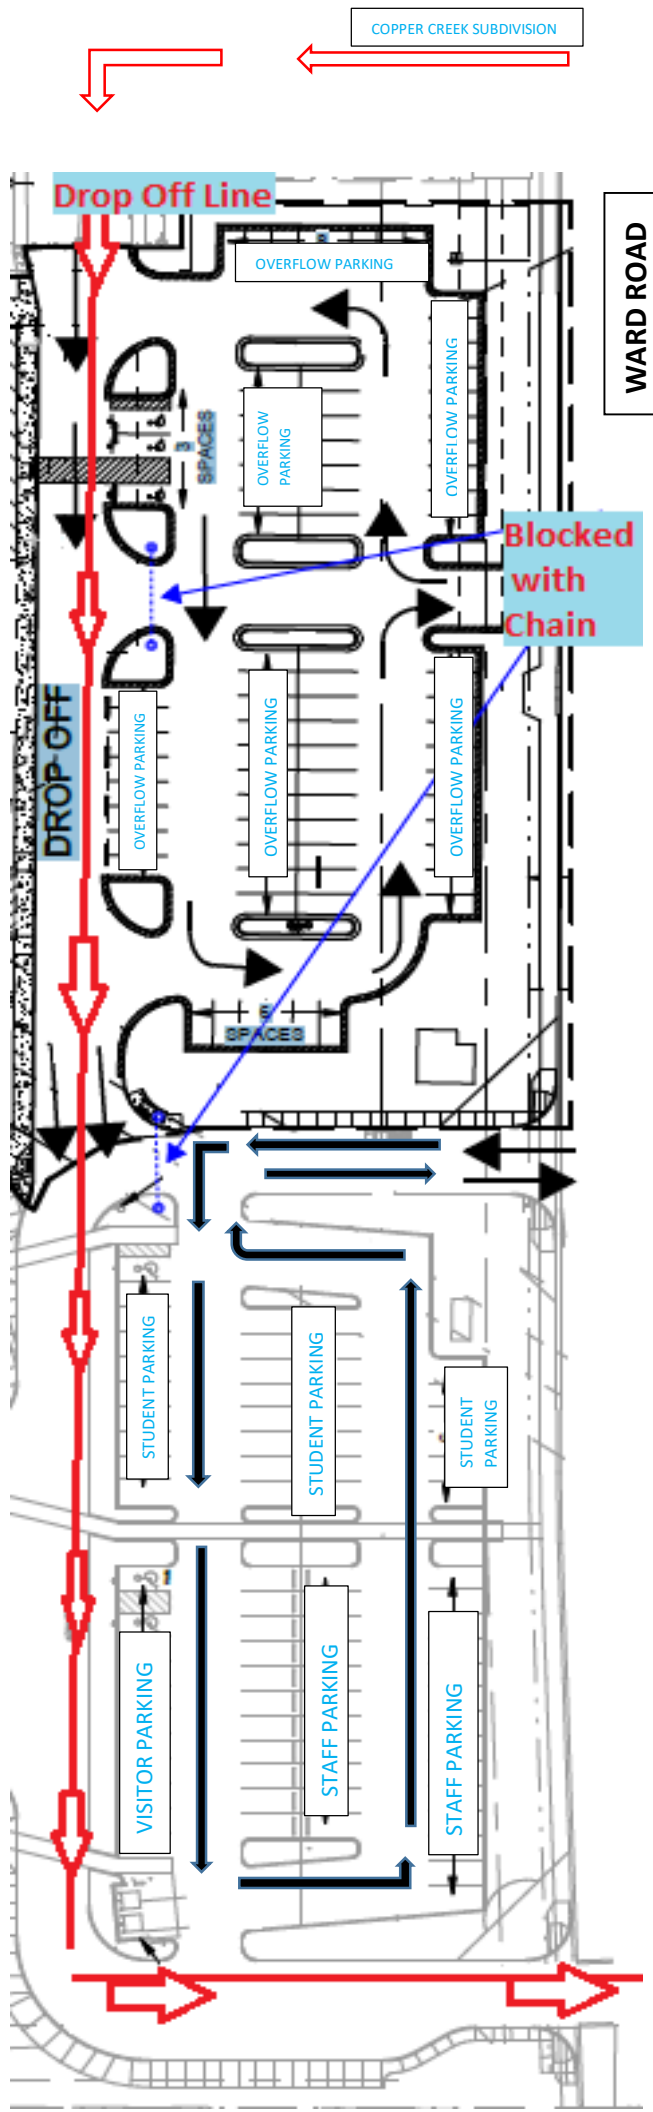 COPPER CREEK SUBDIVISION
Drop Off Line
WARD ROAD
OVERFLOW PARKING
OVERFLOW
PARKING
OVERFLOW PARKING
3
SPACES
Blocked
with
Chain
DROP OFF
OVERFLOW PARKING
OVERFLOW PARKING
OVERFLOW PARKING
SPACES
STUDENT PARKING
STUDENT PARKING
STUDENT
PARKING
VISITOR PARKING
STAFF PARKING
STAFF PARKING